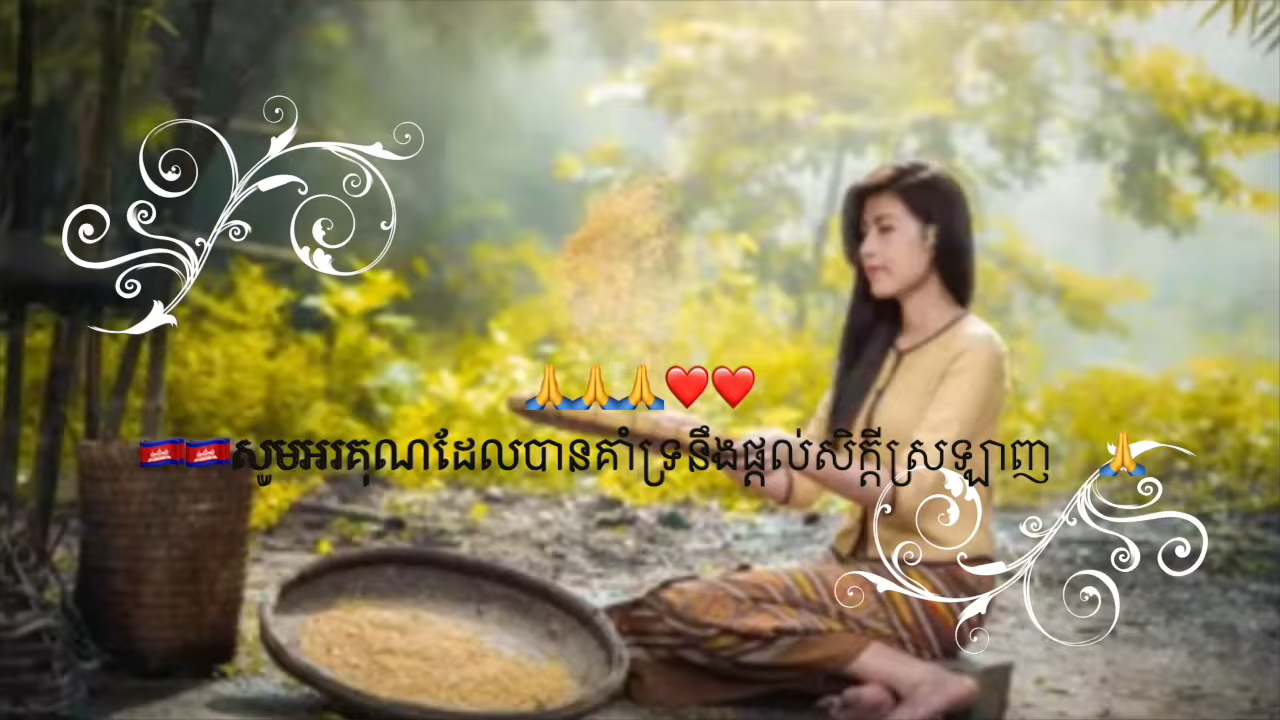 🙏🙏🙏❤️❤️
🇰🇭🇰🇭សូមអរគុណដែលបានគាំទ្រនឹងផ្តល់សិក្តីស្រឡាញ 🙏